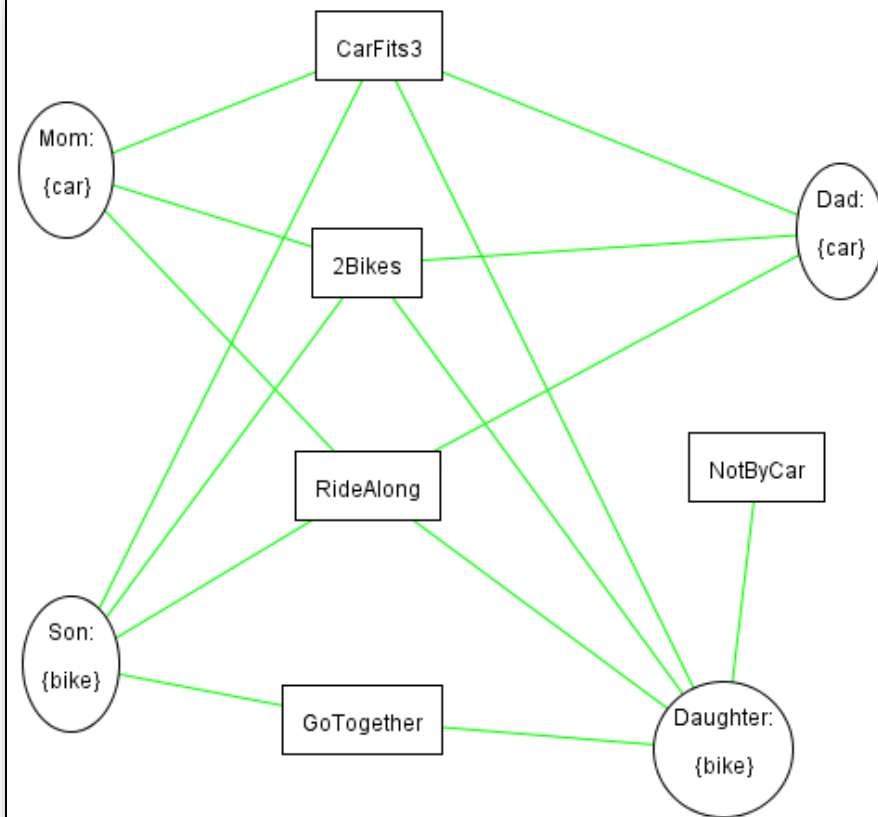 CarFits3
Mom:
{car}
Dad:
{car}
2Bikes
RideAlong
NotByCar
Son:
{bike}
GoTogether
Daughter:
{bike}